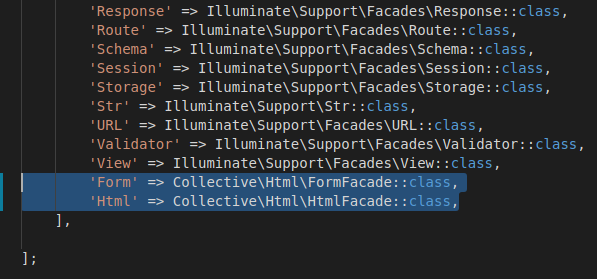 'Response' => Illuminate\Support\Facades\Response::class,
'Route' => Illuminate\Support\Facades\Route::class,
'Schema' => Illuminate\Support\Facades\Schema::class,
'Session' => Illuminate\Support\Facades\Session::class,
'Storage' => Illuminate\Support\Facades\Storage::class,
'Str' => Illuminate\Support\Str::class,
'URL' => Illuminate\Support\Facades\URL::class,
'Validator' => Illuminate\Support\Facades\Validator::class,
'View' => Illuminate\Support\Facades\View::class,
'Form' => Collective\Html\FormFacade::class,
'Html' => Collective\Html\HtmlFacade::class,
],
];